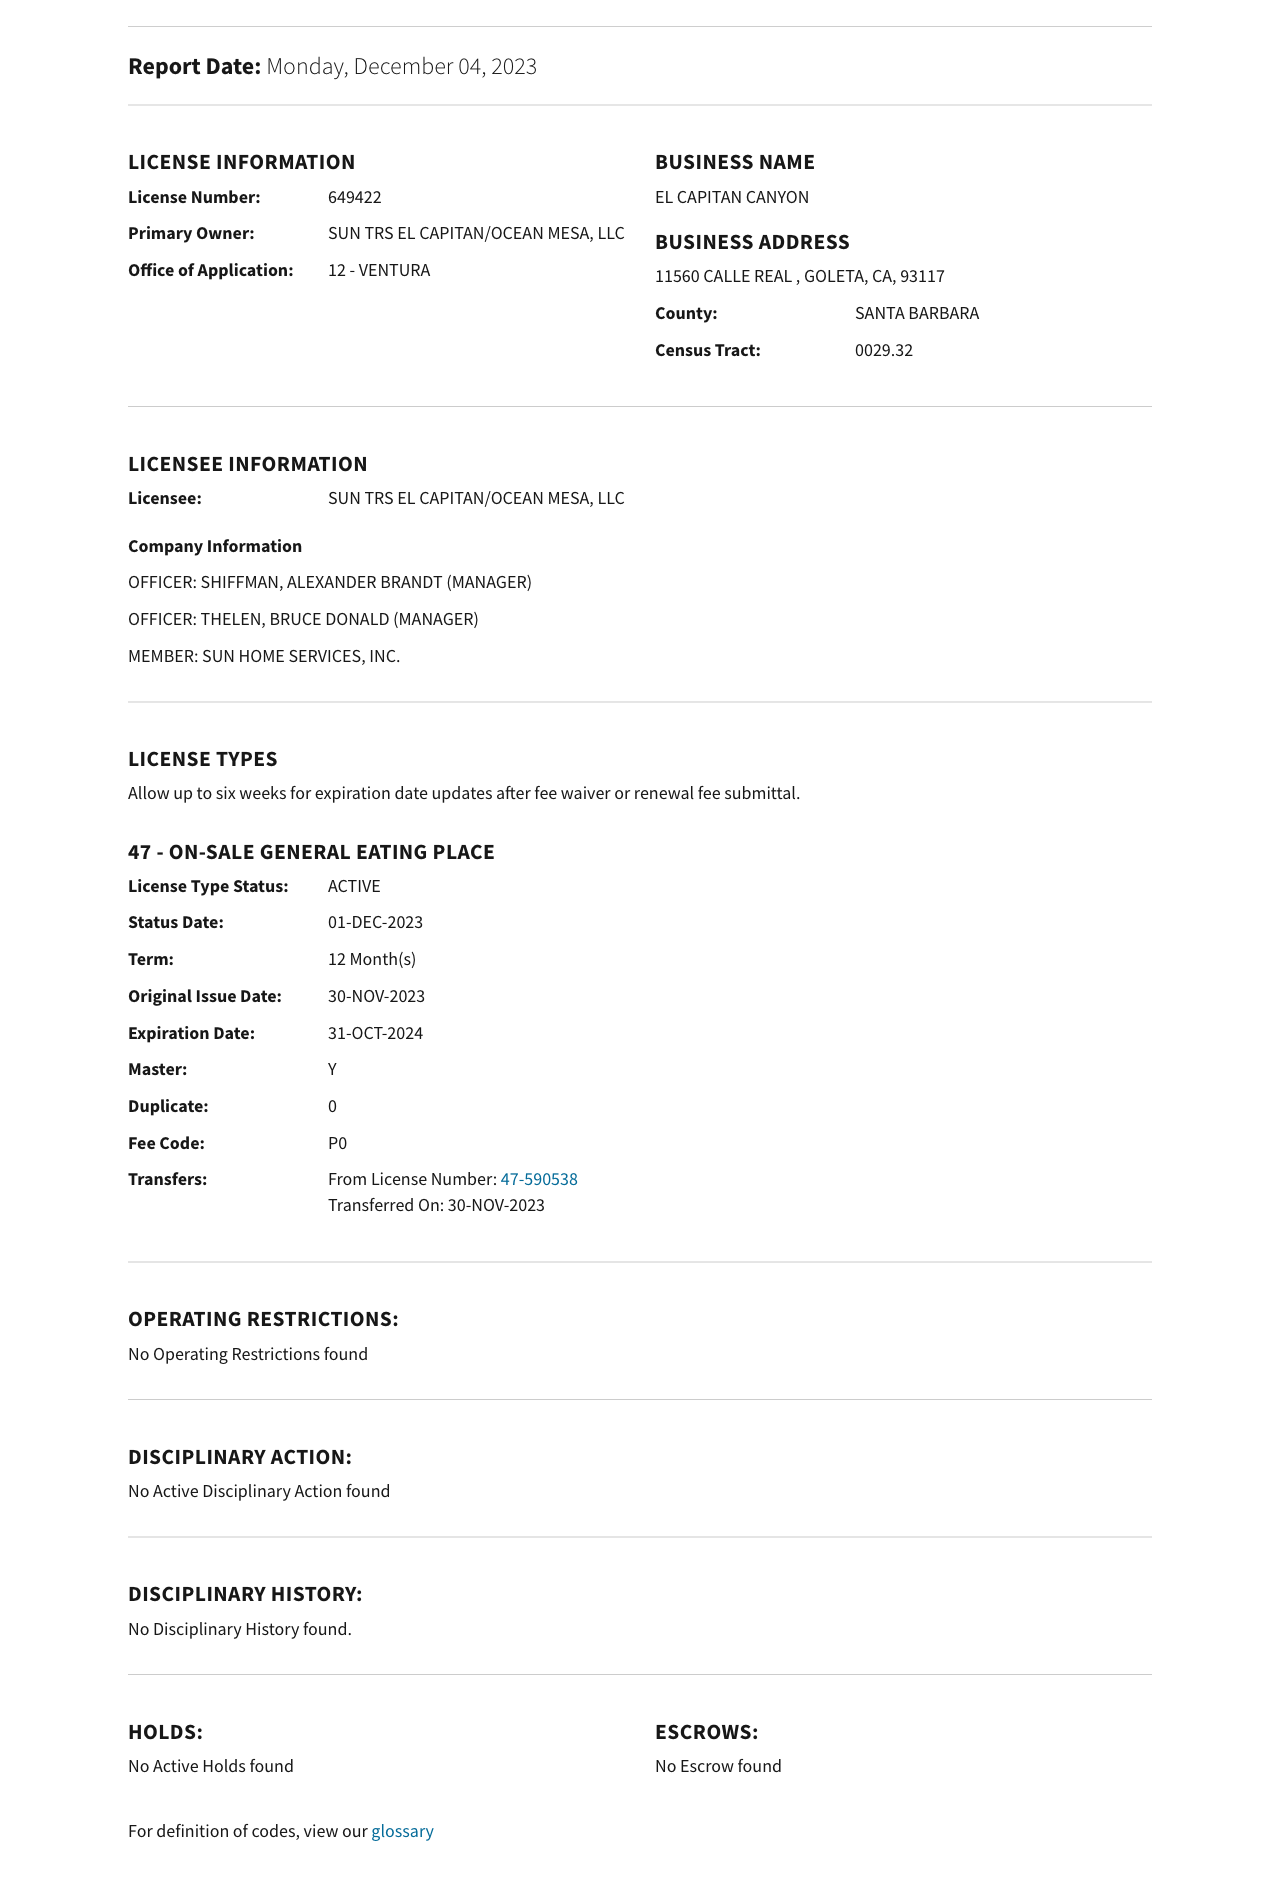 Report Date: Monday, December 04, 2023
LICENSE INFORMATION
License Number: 649422
Primary Owner: SUN TRS EL CAPITAN/OCEAN MESA, LLC
Office of Application: 12 - VENTURA
BUSINESS NAME
EL CAPITAN CANYON
BUSINESS ADDRESS
11560 CALLE REAL , GOLETA, CA, 93117
County: SANTA BARBARA
Census Tract: 0029.32
LICENSEE INFORMATION
Licensee: SUN TRS EL CAPITAN/OCEAN MESA, LLC
Company Information
OFFICER: SHIFFMAN, ALEXANDER BRANDT (MANAGER)
OFFICER: THELEN, BRUCE DONALD (MANAGER)
MEMBER: SUN HOME SERVICES, INC.
LICENSE TYPES
Allow up to six weeks for expiration date updates after fee waiver or renewal fee submittal.
47 - ON-SALE GENERAL EATING PLACE
License Type Status: ACTIVE
Status Date: 01-DEC-2023
Term: 12 Month(s)
Original Issue Date: 30-NOV-2023
Expiration Date: 31-OCT-2024
Master: Y
Duplicate: 0
Fee Code: P0
Transfers: From License Number: 47-590538
Transferred On: 30-NOV-2023
OPERATING RESTRICTIONS:
No Operating Restrictions found
DISCIPLINARY ACTION:
No Active Disciplinary Action found
DISCIPLINARY HISTORY:
No Disciplinary History found.
HOLDS:
No Active Holds found
ESCROWS:
No Escrow found
For definition of codes, view our glossary